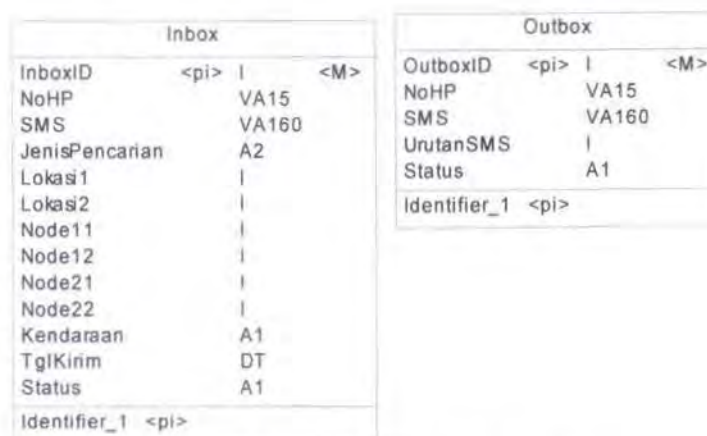 Inbox
InboxID <pi> I <M>
NoHP VA15
SMS VA160
JenisPencarian A2
Lokasi1 I
Lokasi2 I
Node11 I
Node12 I
Node21 I
Node22 I
Kendaraan A1
TglKirim DT
Status A1
Identifier_1 <pi>
Outbox
OutboxID <pi> I <M>
NoHP VA15
SMS VA160
UrutanSMS I
Status A1
Identifier_1 <pi>